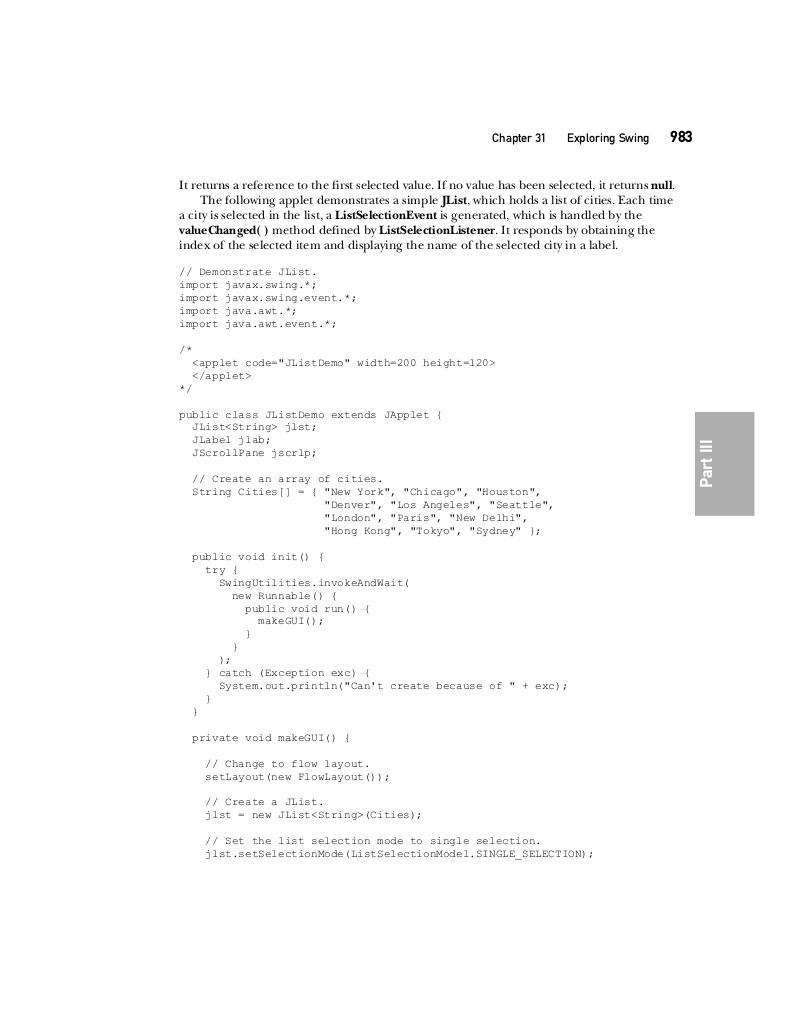 Chapter 31 Exploring Swing 983
It returns a reference to the first selected value. If no value has been selected, it returns null.
The following applet demonstrates a simple JList, which holds a list of cities. Each time
a city is selected in the list, a ListSelectionEvent is generated, which is handled by the
valueChanged( ) method defined by ListSelectionListener. It responds by obtaining the
index of the selected item and displaying the name of the selected city in a label.
// Demonstrate JList.
import javax.swing.*;
import javax.swing.event.*;
import java.awt.*;
import java.awt.event.*;
/*
<applet code="JListDemo" width=200 height=120>
</applet>
*/
public class JListDemo extends JApplet {
JList<String> jlst;
JLabel jlab;
JScrollPane jscrlp;
// Create an array of cities.
String Cities[] = { "New York", "Chicago", "Houston",
"Denver", "Los Angeles", "Seattle",
"London", "Paris", "New Delhi",
"Hong Kong", "Tokyo", "Sydney" };
public void init() {
try {
SwingUtilities.invokeAndWait(
new Runnable() {
public void run() {
makeGUI();
}
}
);
} catch (Exception exc) {
System.out.println("Can't create because of " + exc);
}
}
private void makeGUI() {
// Change to flow layout.
setLayout(new FlowLayout());
// Create a JList.
jlst = new JList<String>(Cities);
// Set the list selection mode to single selection.
jlst.setSelectionMode(ListSelectionModel.SINGLE_SELECTION);
Part III